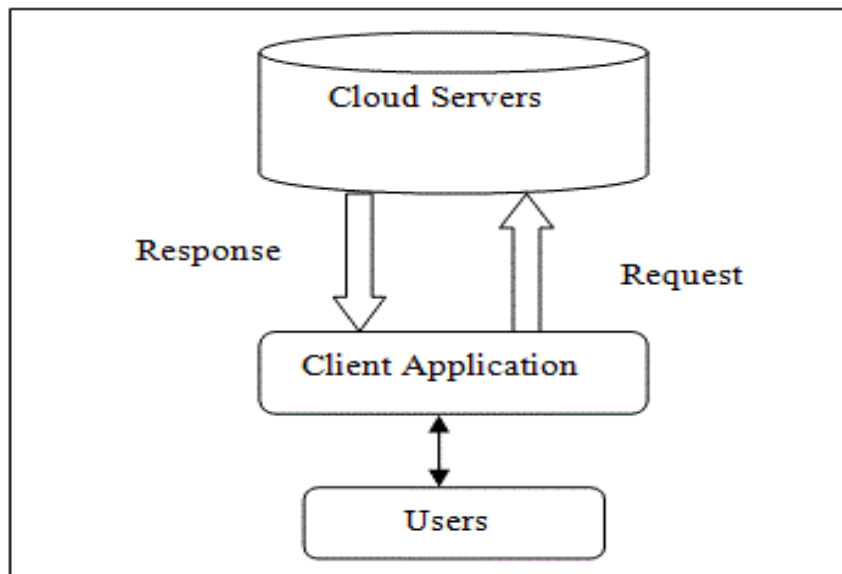 Cloud Servers
Response
Request
Client Application
Users